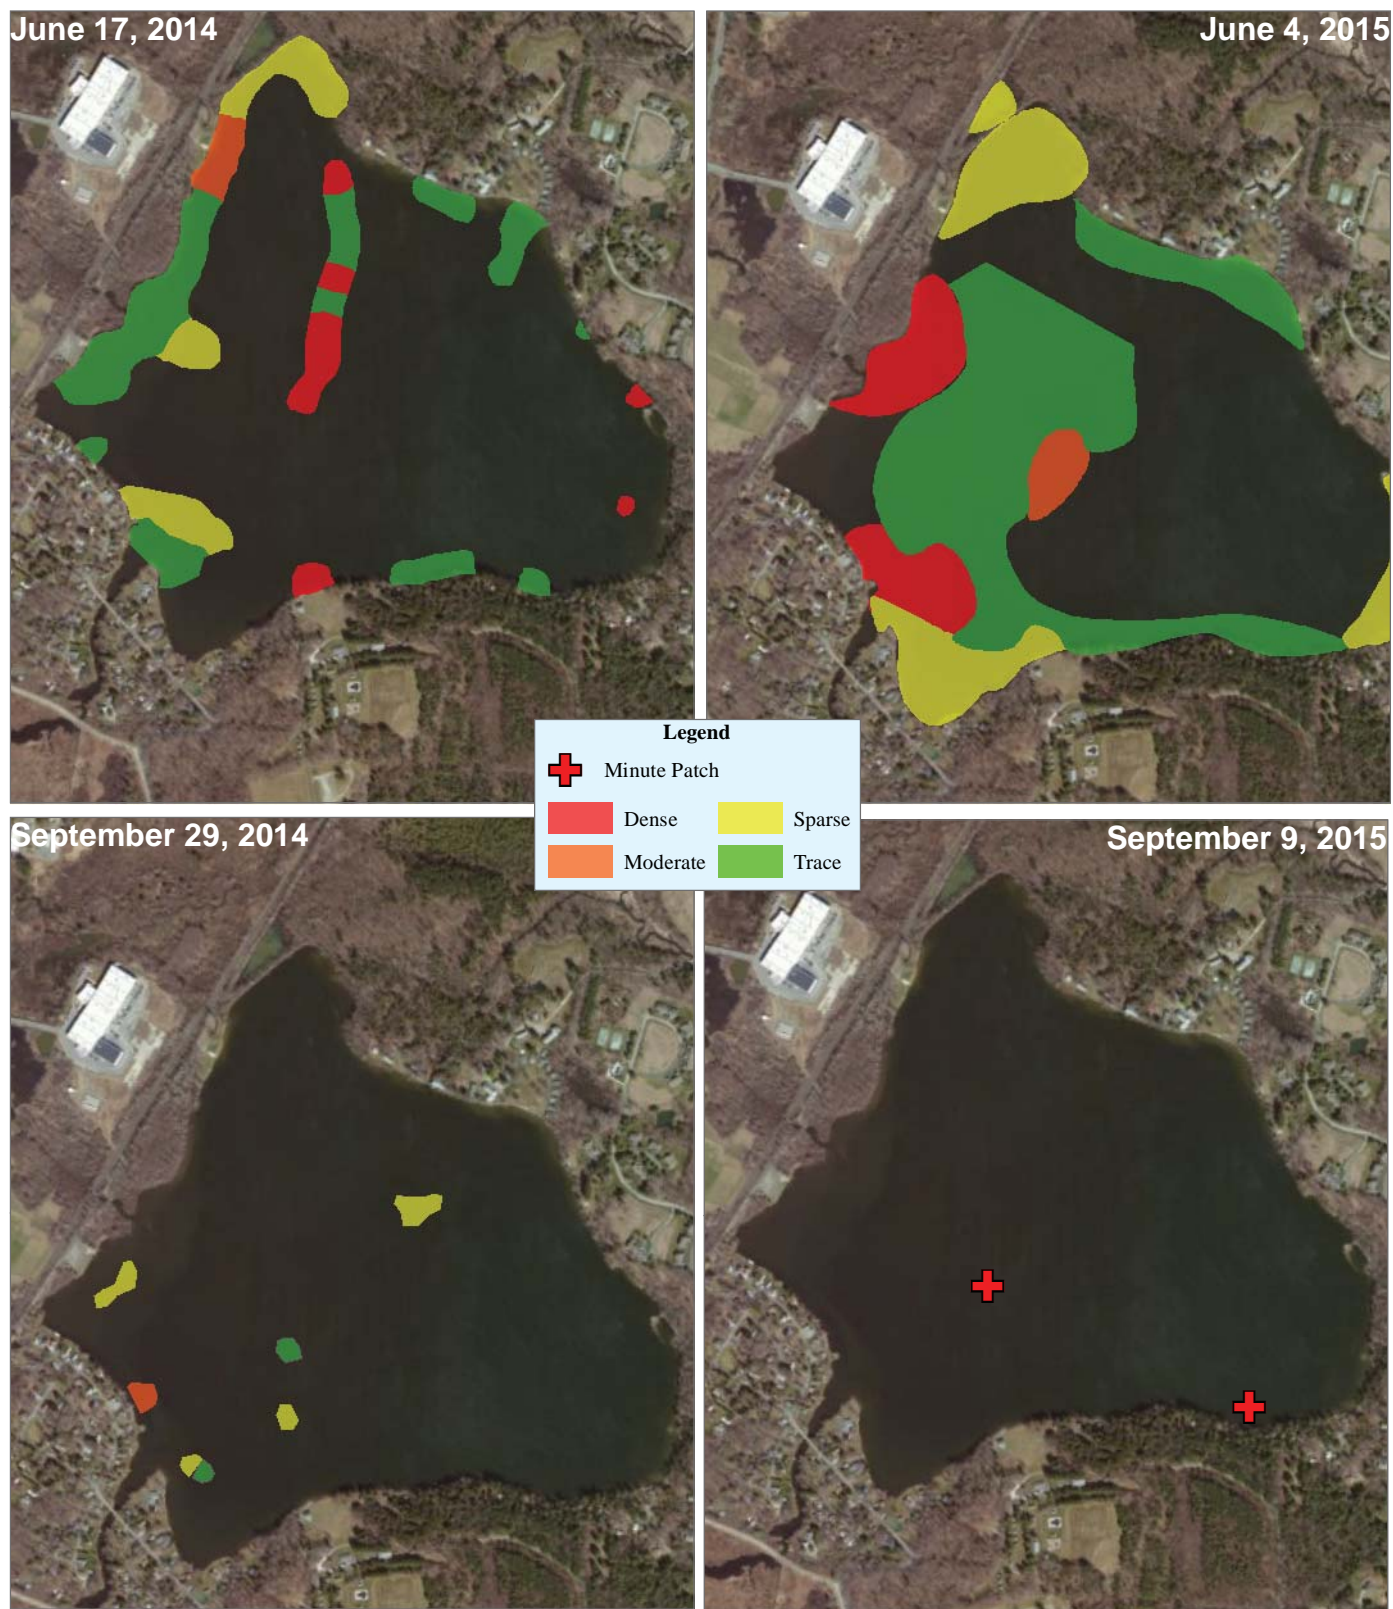 June 17, 2014
June 4, 2015
Legend
Minute Patch
Dense
Sparse
Moderate
Trace
September 29, 2014
September 9, 2015